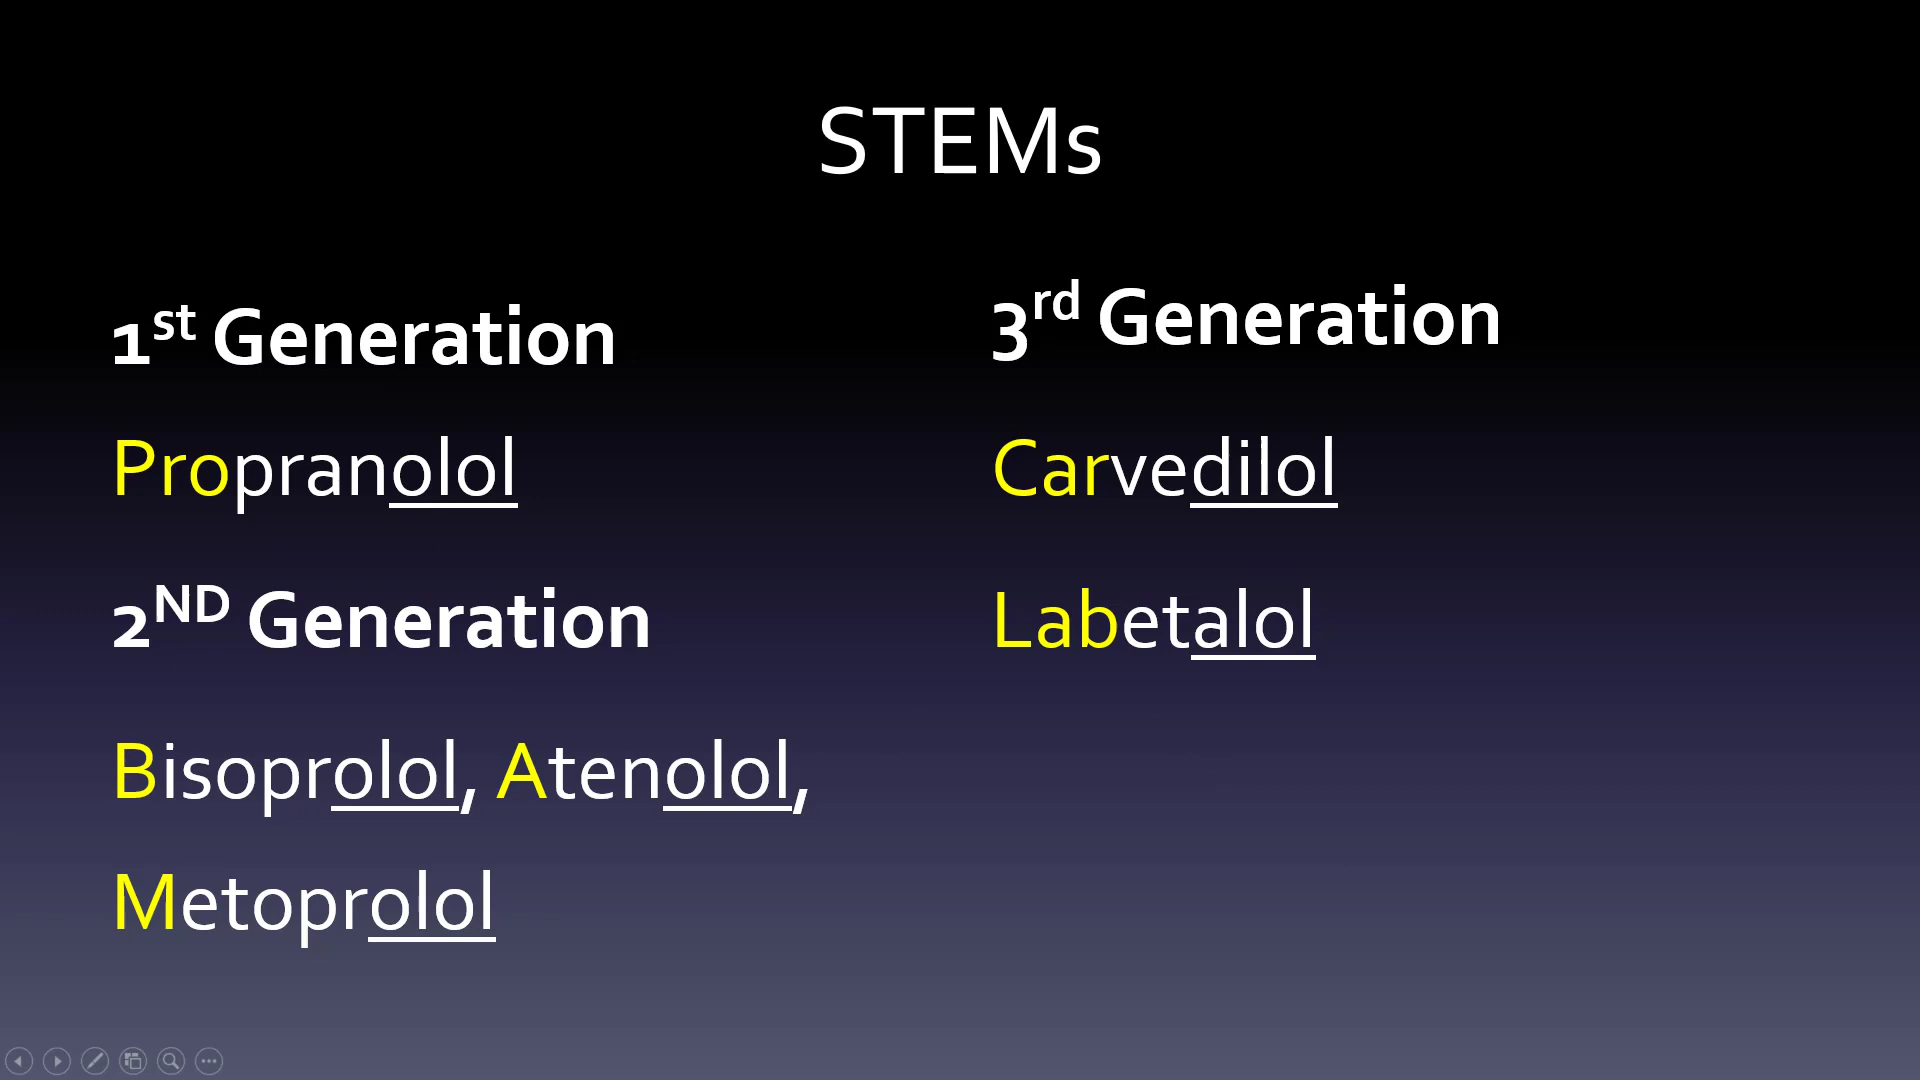 STEMs
1st Generation
Propranolol
2ND Generation
Bisoprolol, Atenolol,
Metoprolol
3rd Generation
Carvedilol
Labetalol